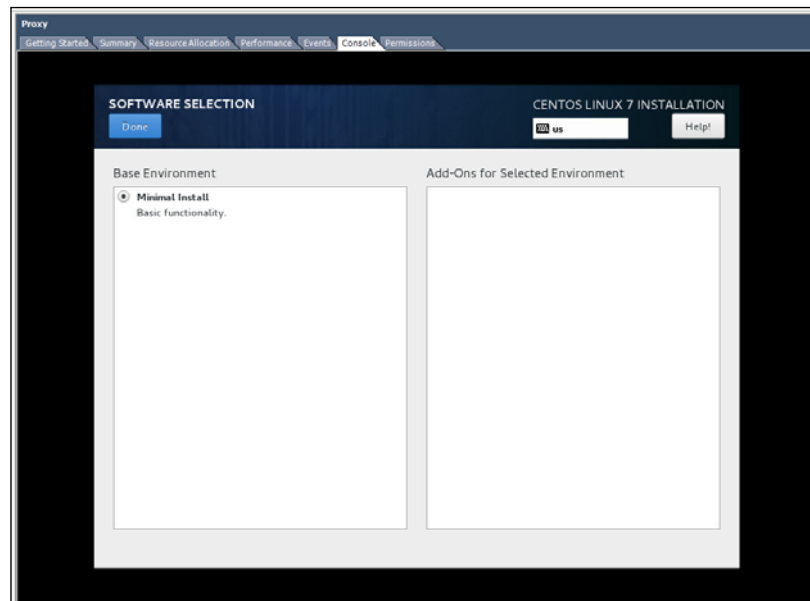 Proxy
Getting Started Summary Resource Allocation Performance Events Console Permissions
SOFTWARE SELECTION
CENTOS LINUX 7 INSTALLATION
Done
us
Help!
Base Environment
Add-Ons for Selected Environment
Minimal Install
Basic functionality.